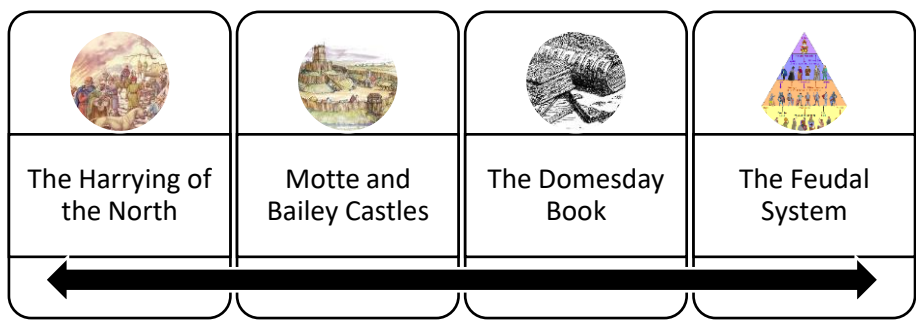 The Harrying of
the North
Motte and
Bailey Castles
The Domesday
Book
The Feudal
System